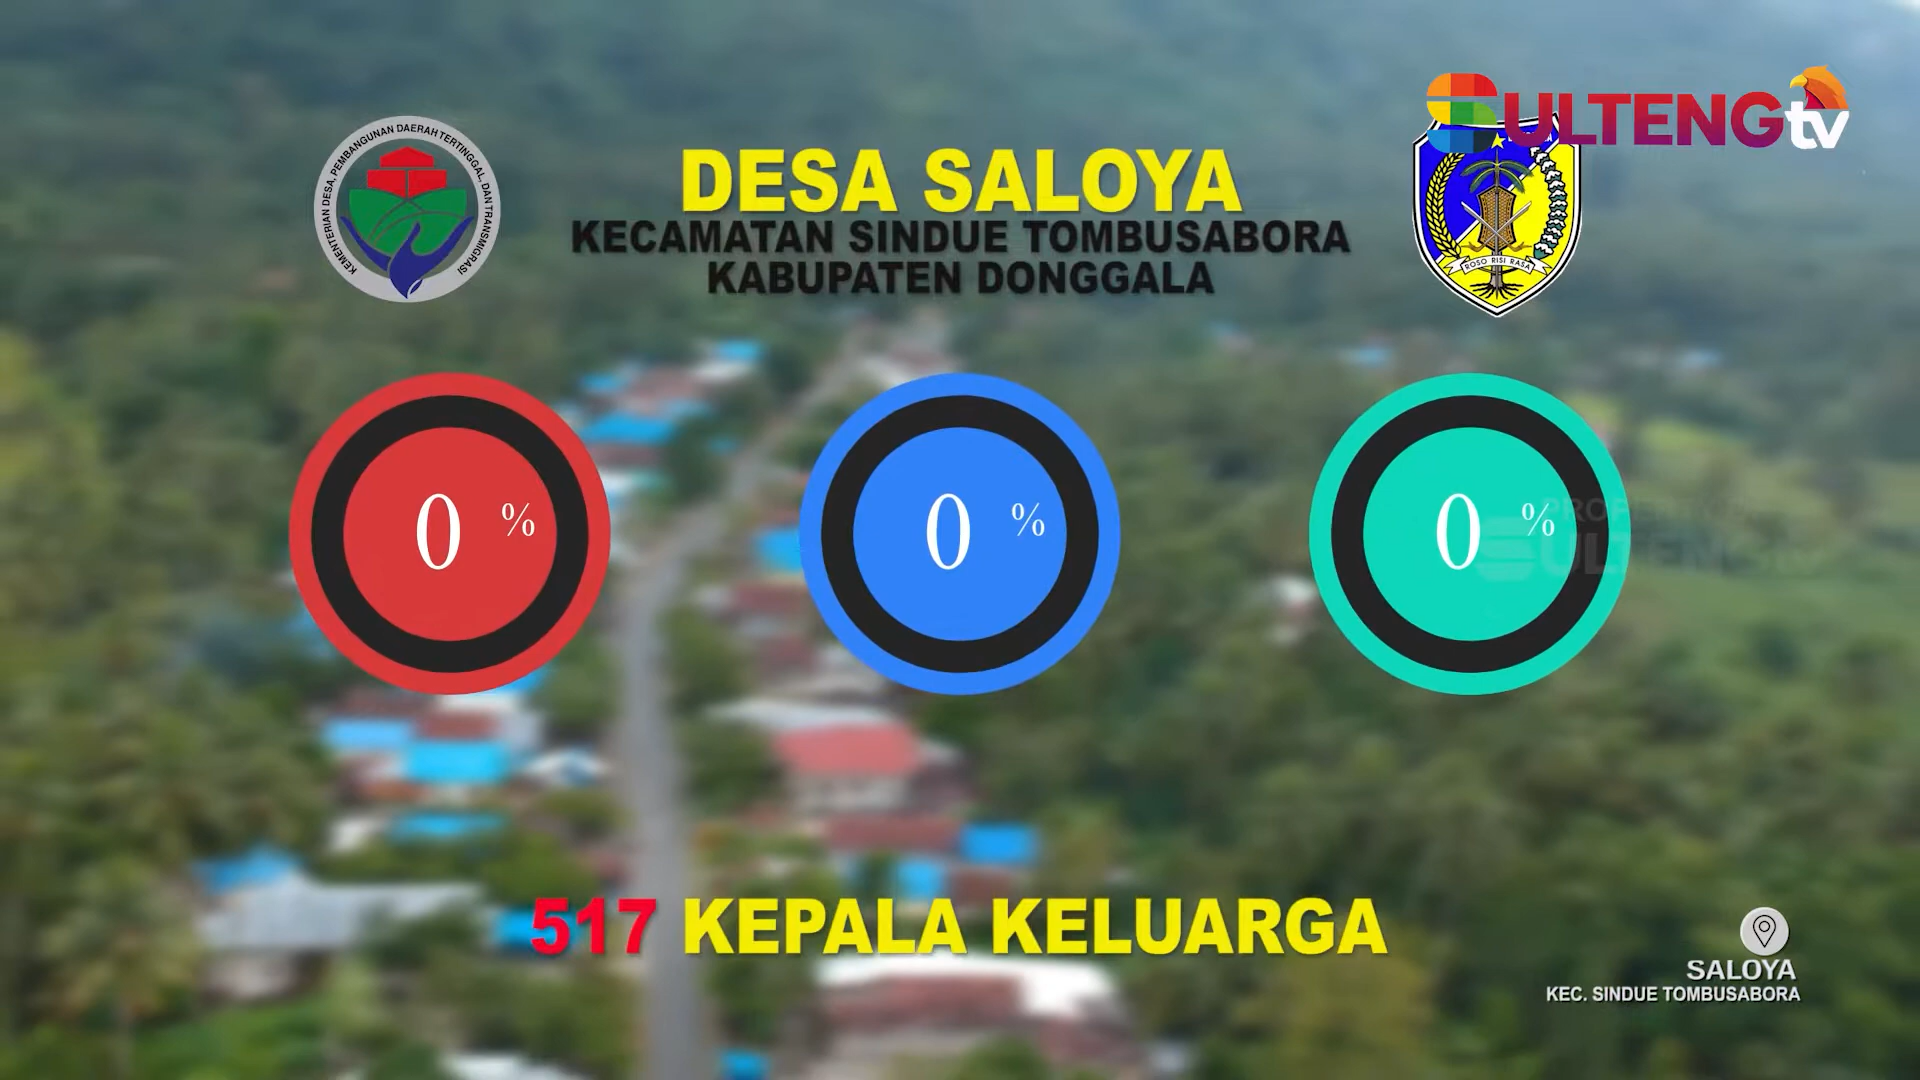 SULTENG tv
KEMENTERIAN DESA, PEMBANGUNAN DAERAH TERTINGGAL, DAN TRANSMIGRASI
DESA SALOYA
KECAMATAN SINDUE TOMBUSABORA
KABUPATEN DONGGALA
ROSO RISI RASA
0 %
0 %
0 %
517 KEPALA KELUARGA
SALOYA
KEC. SINDUE TOMBUSABORA